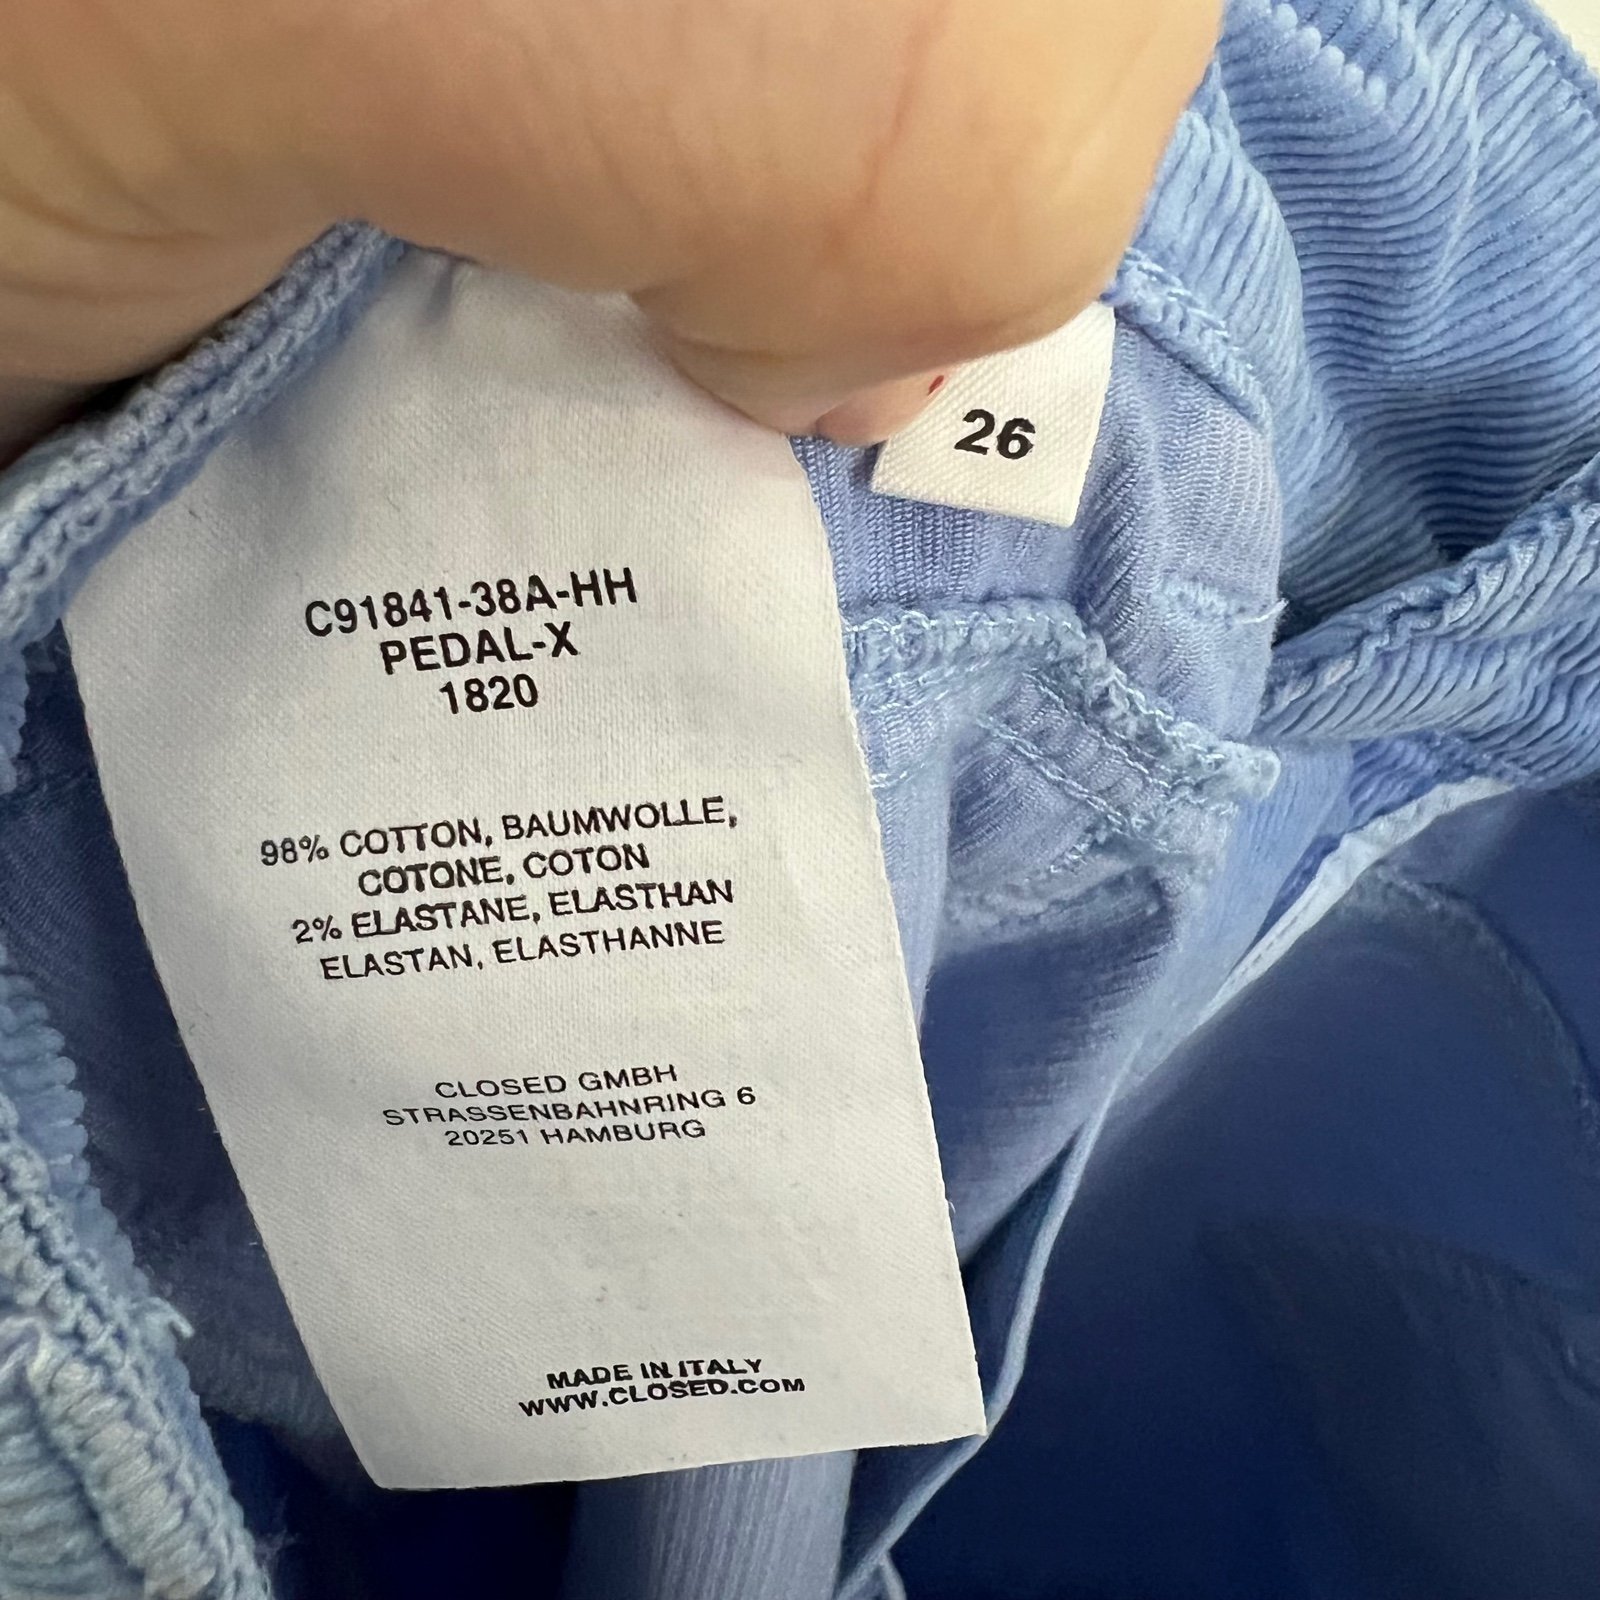 26
C91841-38A-HH
PEDAL-X
1820
98% COTTON, BAUMWOLLE,
COTONE, COTON
2% ELASTANE, ELASTHAN
ELASTAN, ELASTHANNE
CLOSED GMBH
STRASSENBAHNRING 6
20251 HAMBURG
MADE IN ITALY
WWW.CLOSED.COM